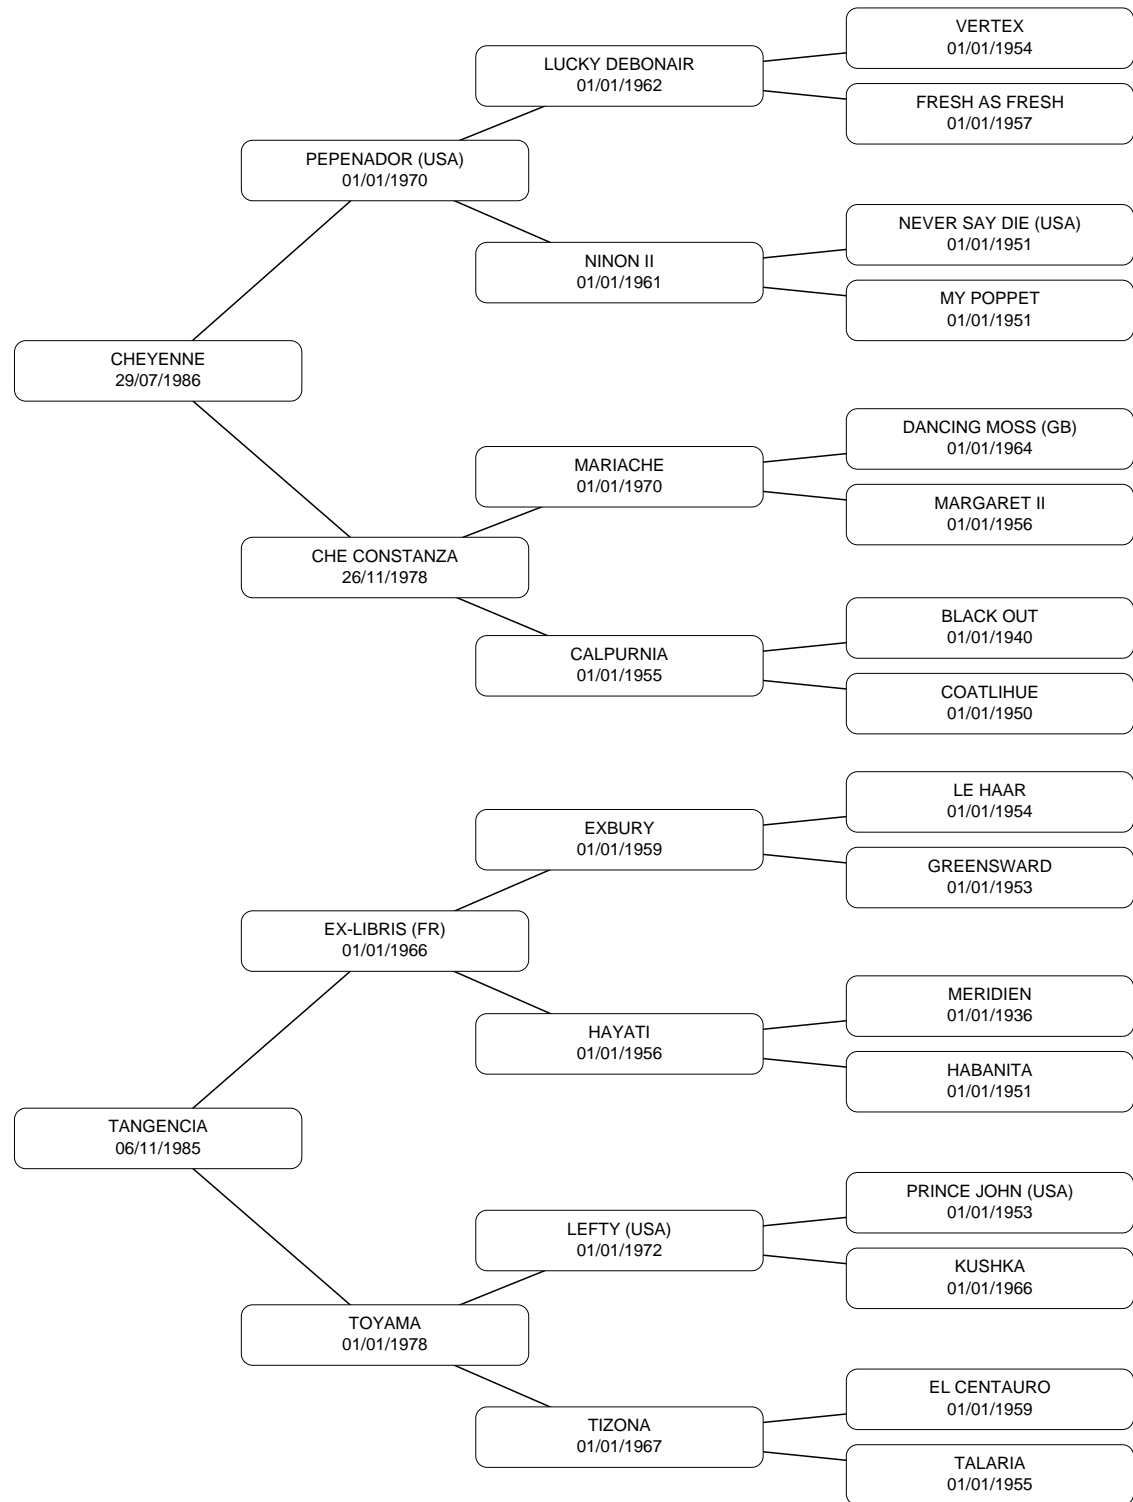 VERTEX
01/01/1954
LUCKY DEBONAIR
01/01/1962
FRESH AS FRESH
01/01/1957
PEPENADOR (USA)
01/01/1970
NEVER SAY DIE (USA)
01/01/1951
NINON II
01/01/1961
MY POPPET
01/01/1951
CHEYENNE
29/07/1986
DANCING MOSS (GB)
01/01/1964
MARIACHE
01/01/1970
MARGARET II
01/01/1956
CHE CONSTANZA
26/11/1978
BLACK OUT
01/01/1940
CALPURNIA
01/01/1955
COATLIHUE
01/01/1950
LE HAAR
01/01/1954
EXBURY
01/01/1959
GREENSWARD
01/01/1953
EX-LIBRIS (FR)
01/01/1966
MERIDIEN
01/01/1936
HAYATI
01/01/1956
HABANITA
01/01/1951
TANGENCIA
06/11/1985
PRINCE JOHN (USA)
01/01/1953
LEFTY (USA)
01/01/1972
KUSHKA
01/01/1966
TOYAMA
01/01/1978
EL CENTAURO
01/01/1959
TIZONA
01/01/1967
TALARIA
01/01/1955